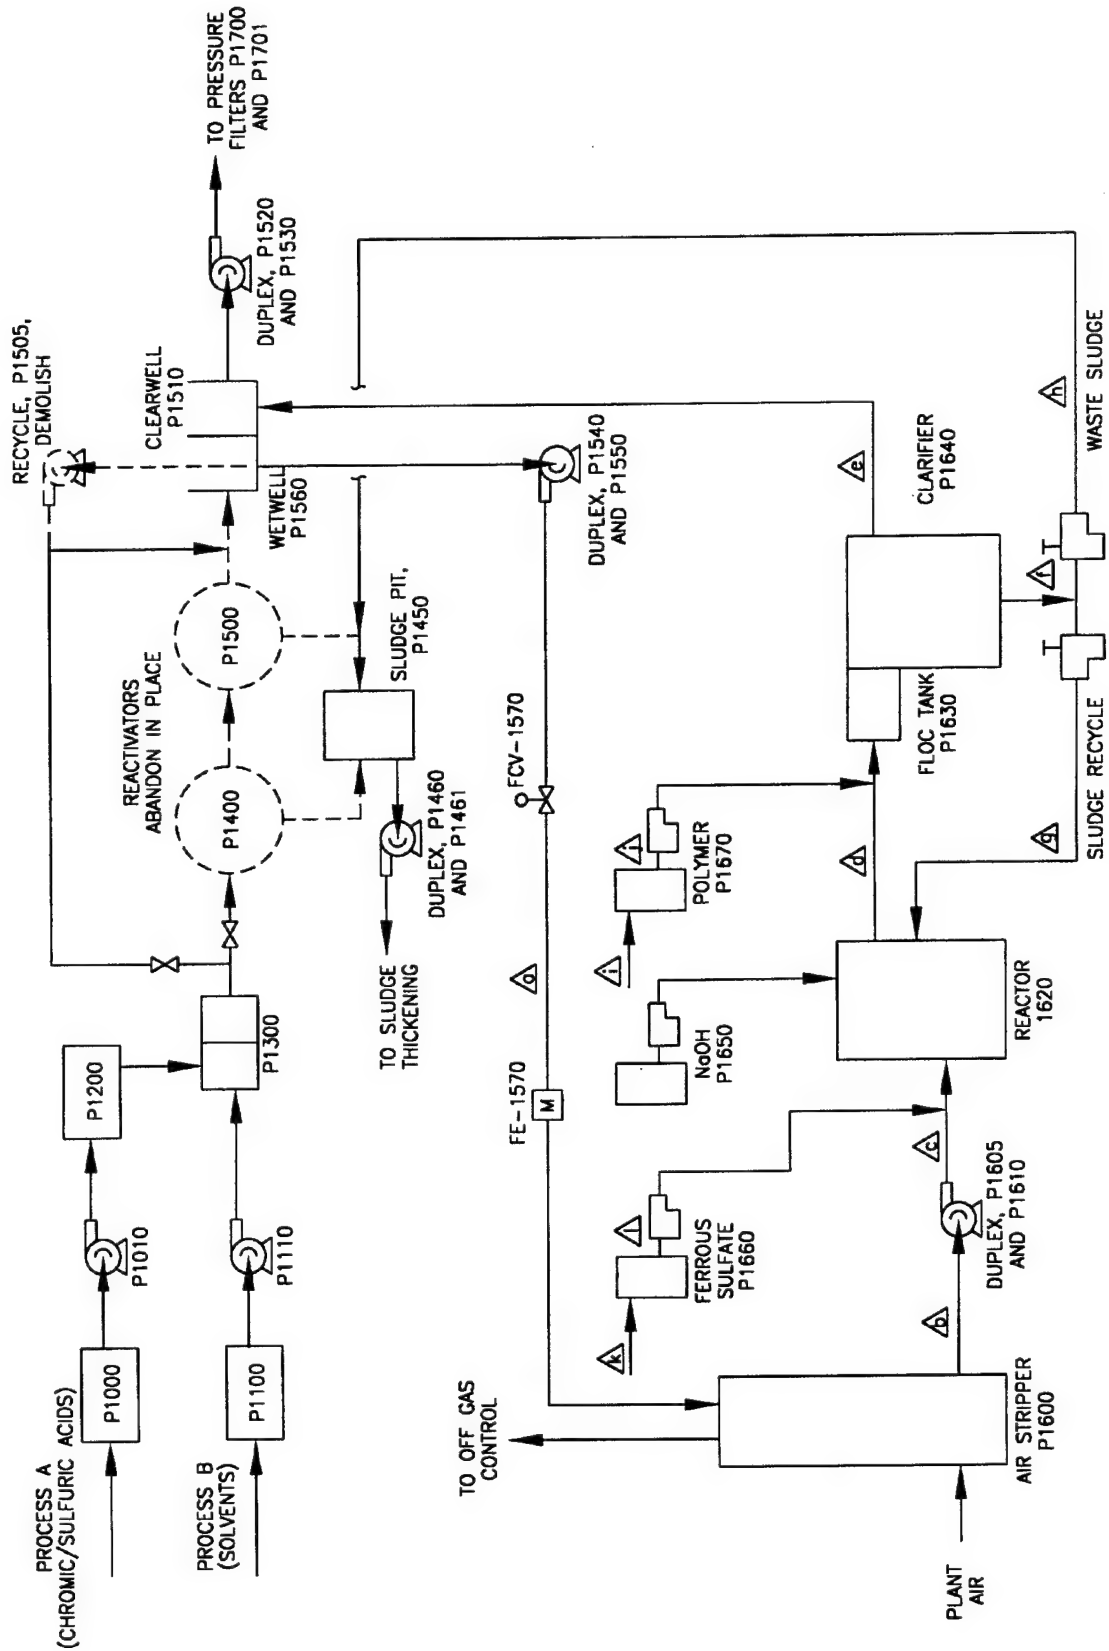 PROCESS A
(CHROMIC/SULFURIC ACIDS)
P1000
P1010
P1200
PROCESS B
(SOLVENTS)
P1100
P1110
P1300
REACTIVATORS
ABANDON IN PLACE
P1400
P1500
RECYCLE, P1505,
DEMOLISH
CLEARWELL
P1510
WETWELL
P1560
DUPLEX, P1520
AND P1530
TO PRESSURE
FILTERS P1700
AND P1701
SLUDGE PIT,
P1450
DUPLEX, P1460
AND P1461
TO SLUDGE
THICKENING
DUPLEX, P1540
AND P1550
FCV-1570
a
FE-1570
M
TO OFF GAS
CONTROL
PLANT
AIR
AIR STRIPPER
P1600
b
DUPLEX, P1605
AND P1610
c
k
l
FERROUS
SULFATE
P1660
NaOH
P1650
REACTOR
1620
i
j
POLYMER
P1670
d
FLOC TANK
P1630
CLARIFIER
P1640
e
f
g
SLUDGE RECYCLE
h
WASTE SLUDGE